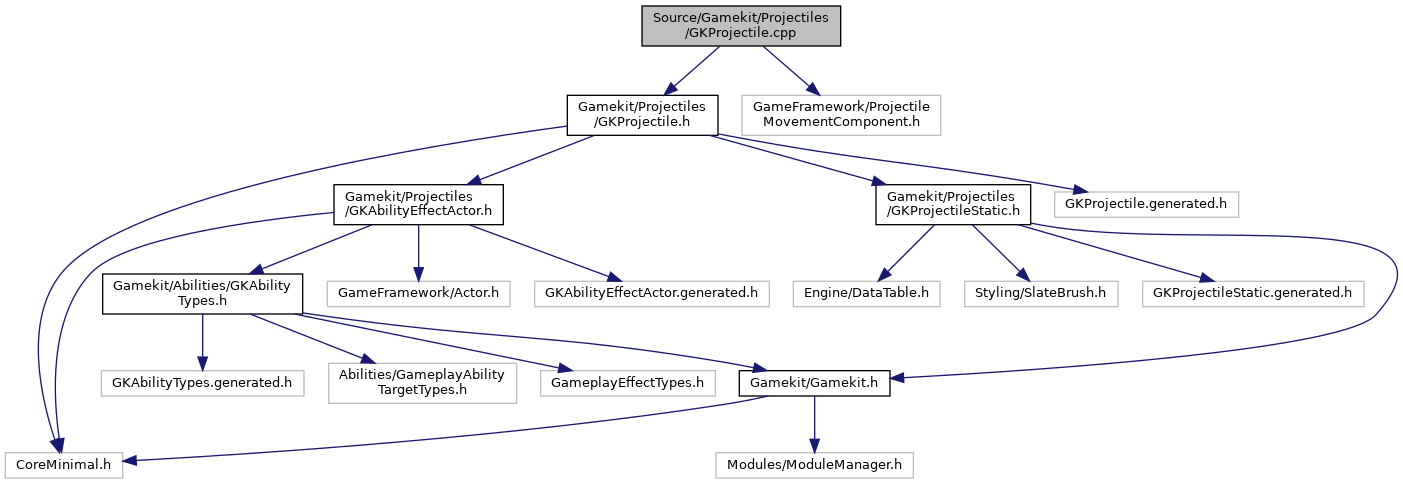 Source/Gamekit/Projectiles
/GKProjectile.cpp
Gamekit/Projectiles
/GKProjectile.h
GameFramework/Projectile
MovementComponent.h
Gamekit/Projectiles
/GKAbilityEffectActor.h
Gamekit/Projectiles
/GKProjectileStatic.h
GKProjectile.generated.h
Gamekit/Abilities/GKAbility
Types.h
GameFramework/Actor.h
GKAbilityEffectActor.generated.h
Engine/DataTable.h
Styling/SlateBrush.h
GKProjectileStatic.generated.h
GKAbilityTypes.generated.h
Abilities/GameplayAbility
TargetTypes.h
GameplayEffectTypes.h
Gamekit/Gamekit.h
CoreMinimal.h
Modules/ModuleManager.h